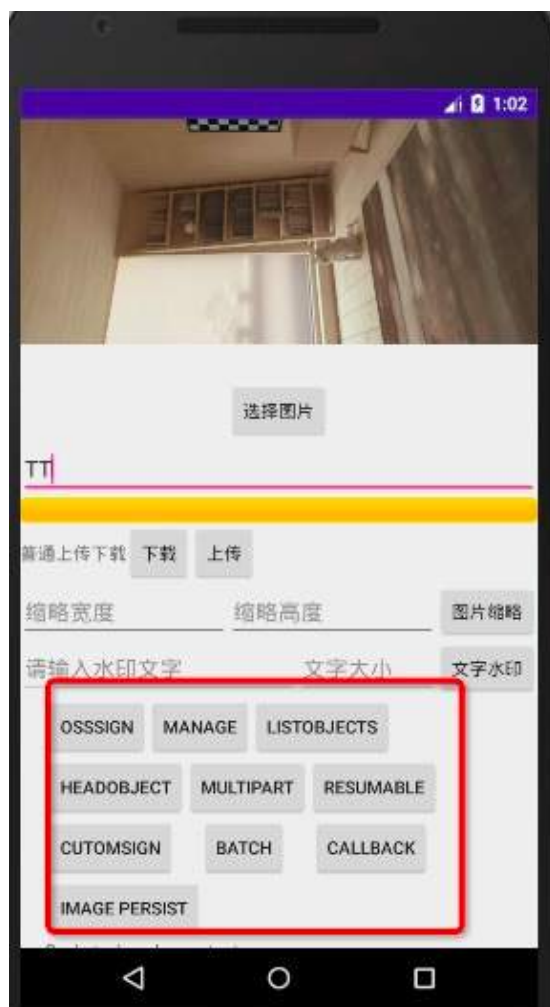 1:02
选择图片
TT
普通上传下载 下载 上传
缩略宽度 缩略高度 图片缩略
请输入水印文字 文字大小 文字水印
OSSSIGN MANAGE LISTOBJECTS
HEADOBJECT MULTIPART RESUMABLE
CUTOMSIGN BATCH CALLBACK
IMAGE PERSIST